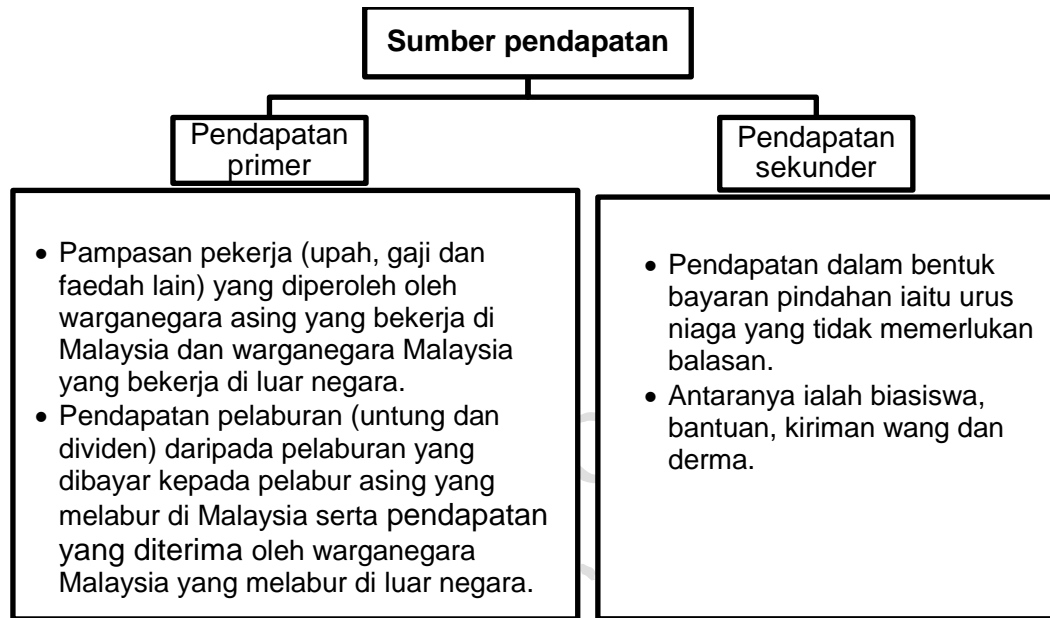 Sumber pendapatan
Pendapatan
primer
Pendapatan
sekunder
• Pampasan pekerja (upah, gaji dan
faedah lain) yang diperoleh oleh
warganegara asing yang bekerja di
Malaysia dan warganegara Malaysia
yang bekerja di luar negara.
• Pendapatan pelaburan (untung dan
dividen) daripada pelaburan yang
dibayar kepada pelabur asing yang
melabur di Malaysia serta pendapatan
yang diterima oleh warganegara
Malaysia yang melabur di luar negara.
• Pendapatan dalam bentuk
bayaran pindahan iaitu urus
niaga yang tidak memerlukan
balasan.
• Antaranya ialah biasiswa,
bantuan, kiriman wang dan
derma.